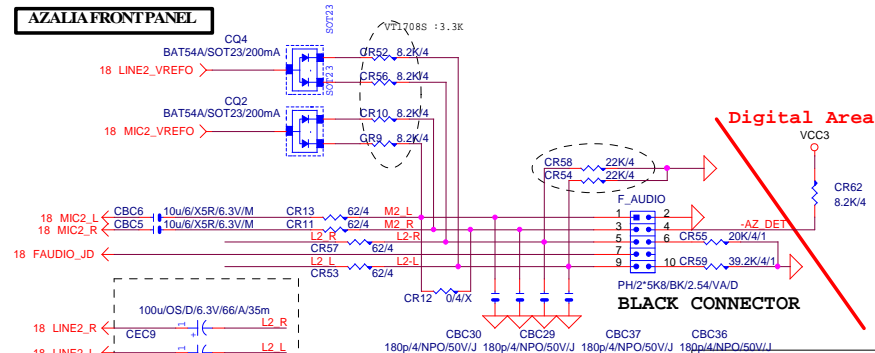 AZALIA FRONT PANEL
SOT23
VT1708S :3.3K
CQ4
BAT54A/SOT23/200mA
CR52 8.2K/4
18 LINE2_VREFO
SOT23
CR56 8.2K/4
CQ2
BAT54A/SOT23/200mA
CR10 8.2K/4
18 MIC2_VREFO
CR9 8.2K/4
Digital Area
VCC3
CR58 22K/4
CR54 22K/4
CR62
8.2K/4
F_AUDIO
18 MIC2_L CBC6 10u/6/X5R/6.3V/M CR13 62/4 M2_L 1 2
18 MIC2_R CBC5 10u/6/X5R/6.3V/M CR11 62/4 M2_R 3 4 -AZ_DET
L2_R L2-R 5 6 CR55 20K/4/1
18 FAUDIO_JD CR57 62/4 7
L2_L L2-L 9 10 CR59 39.2K/4/1
CR53 62/4
PH/2*5K8/BK/2.54/VA/D
CR12 0/4/X
BLACK CONNECTOR
100u/OS/D/6.3V/66/A/35m
18 LINE2_R 1 + L2_R
CEC9
CBC30 CBC29 CBC37 CBC36
180p/4/NPO/50V/J 180p/4/NPO/50V/J 180p/4/NPO/50V/J 180p/4/NPO/50V/J
18 LINE2_L 1 L2_L